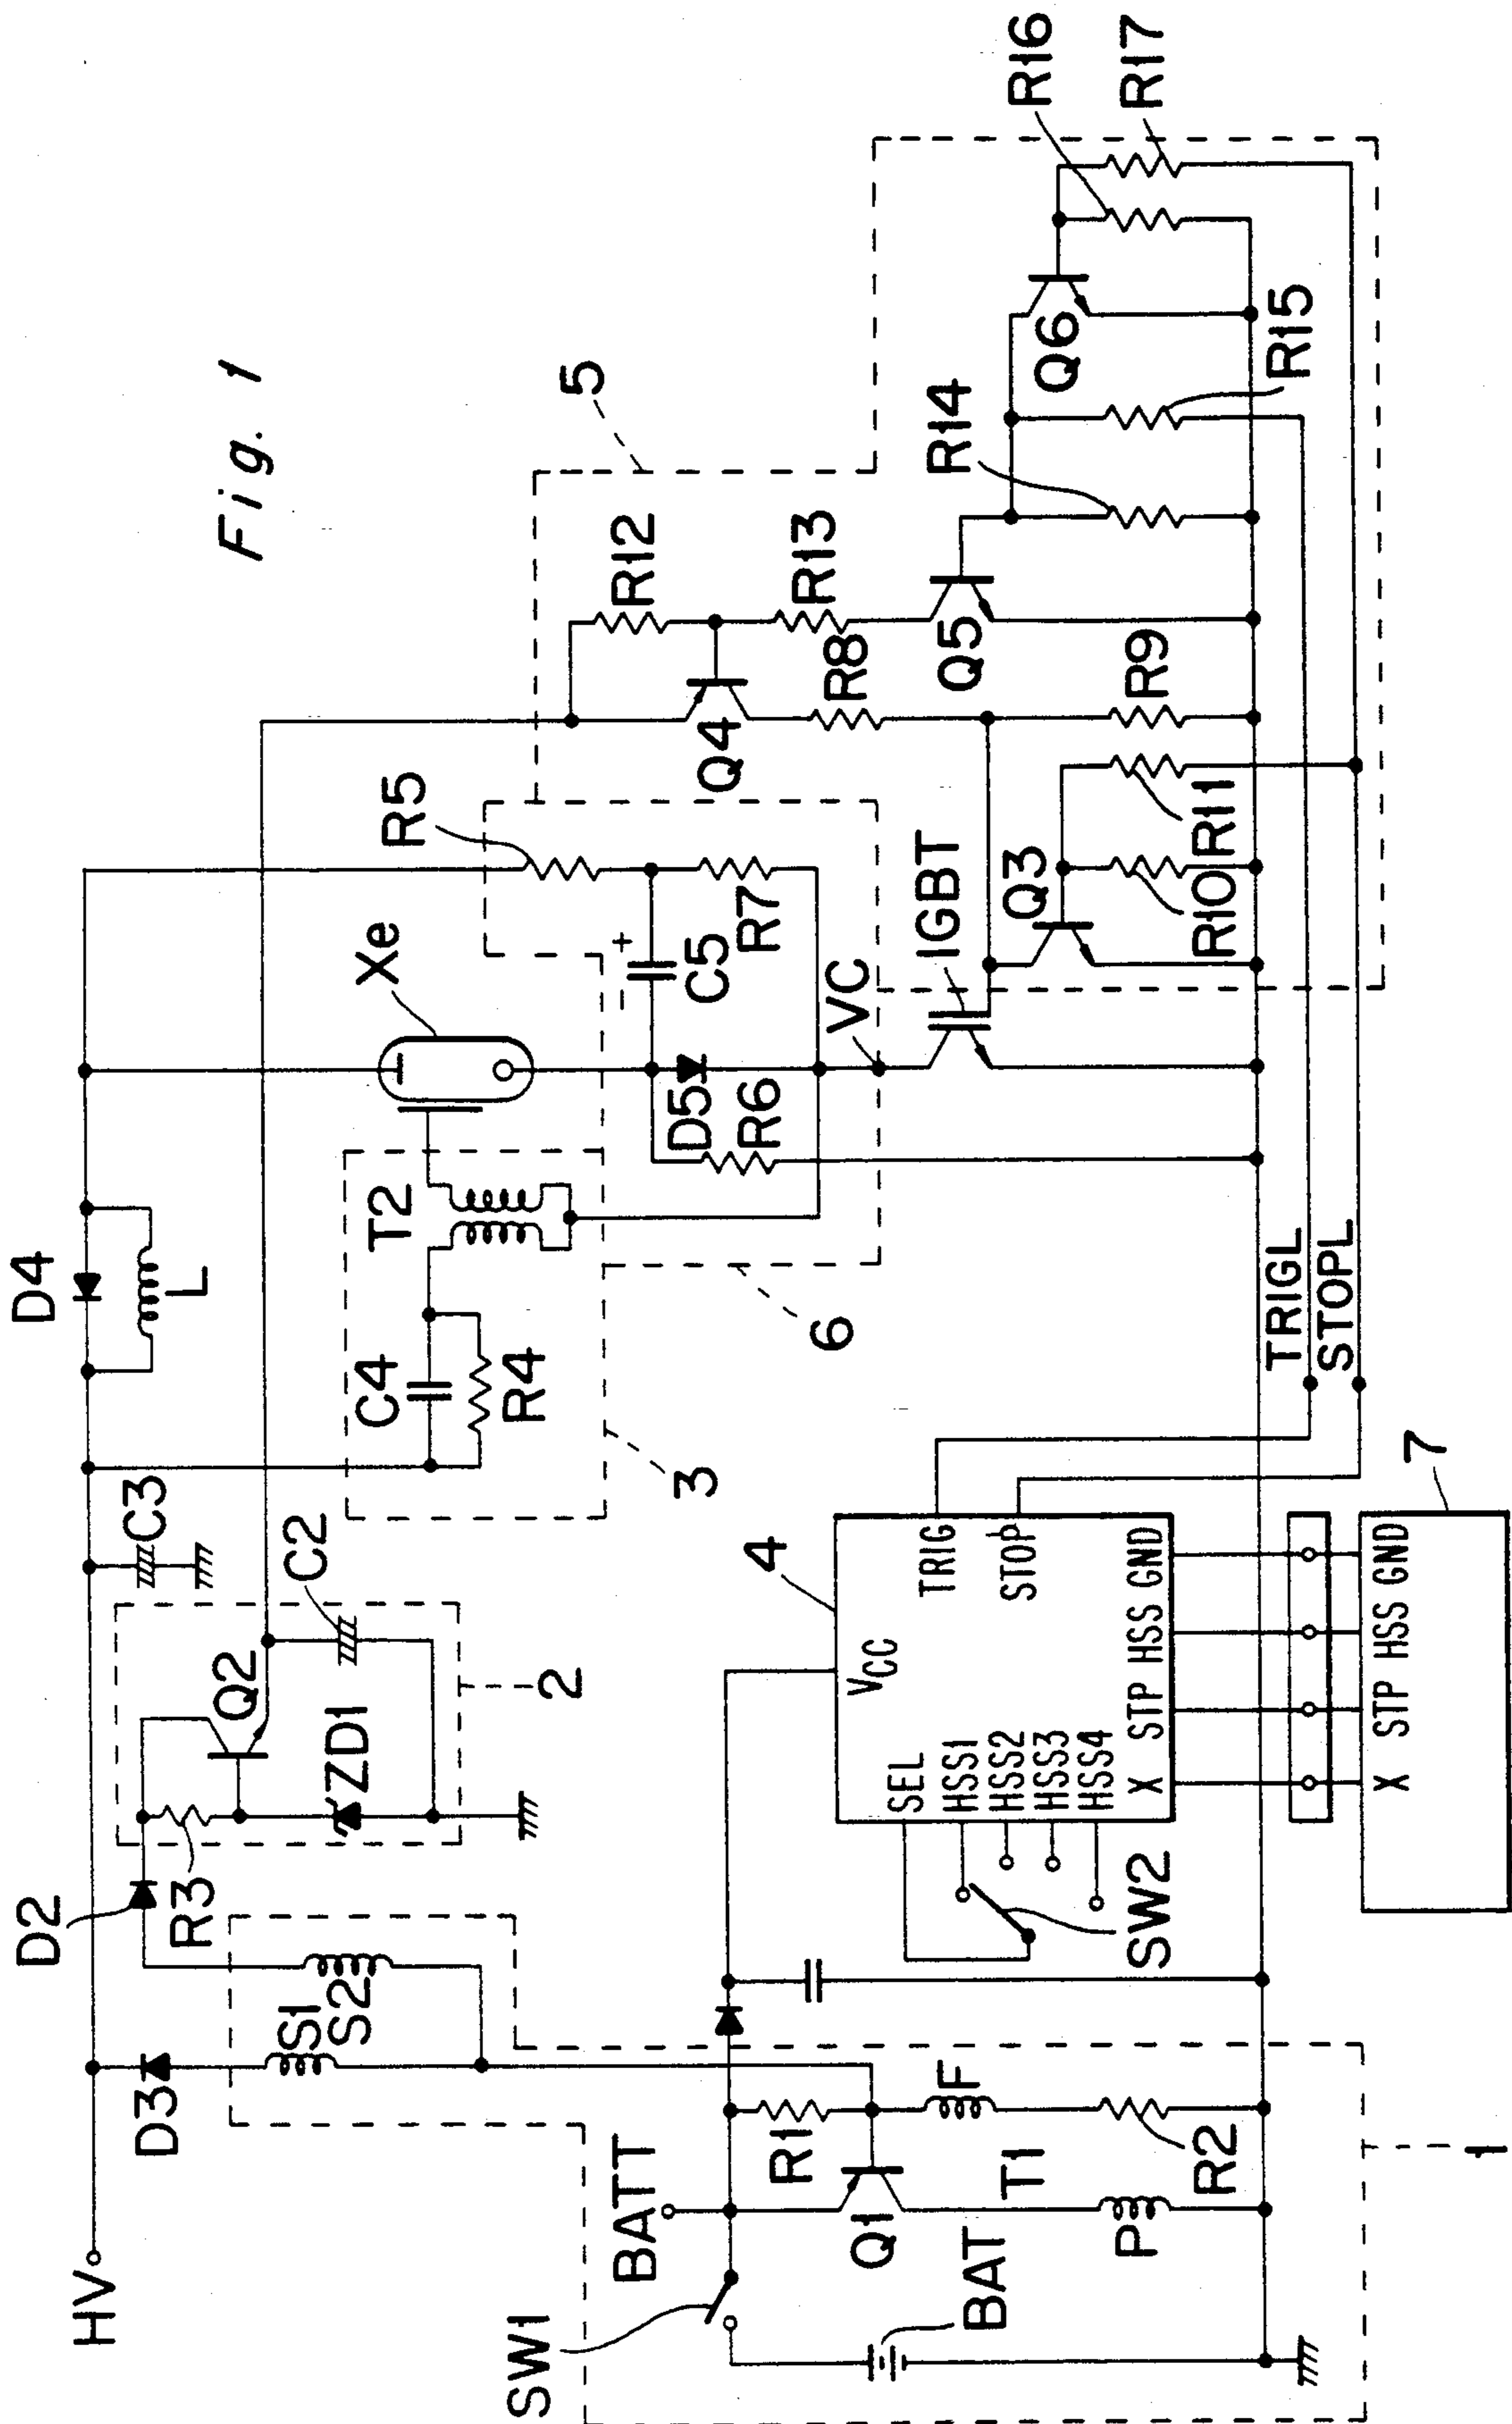 Fig. 1
HV
D3
D2
R3
S1
S2
Q2
ZD1
C2
2
C3
D4
L
C4
R4
T2
3
Xe
R5
D5
R6
C5
+
−
R7
VC
6
IGBT
5
R12
Q4
R13
R8
Q5
R9
Q3
R10
R11
R14
R15
Q6
R16
R17
SW1
BATT
BAT
Q1
R1
T1
P
F
R2
1
4
VCC
SEL
HSS1
HSS2
HSS3
HSS4
TRIG
STOP
X STP HSS GND
SW2
TRIGL
STOPL
X STP HSS GND
7